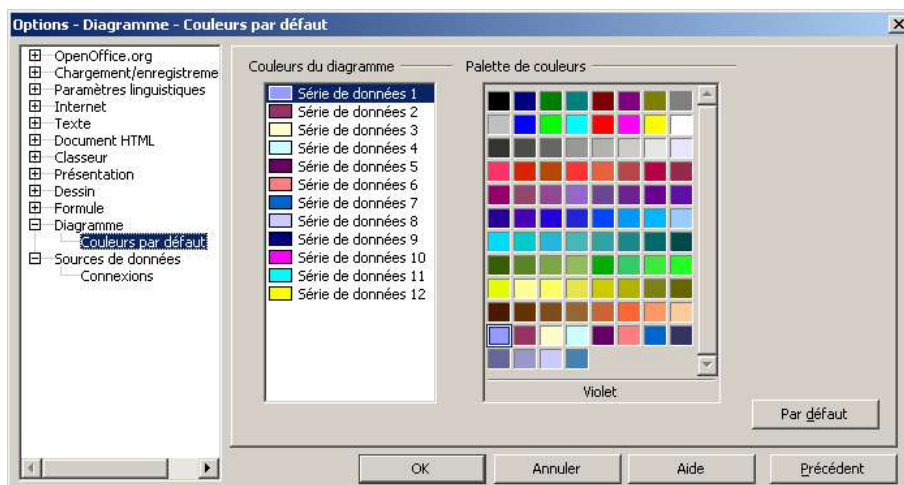 Options - Diagramme - Couleurs par défaut
OpenOffice.org
Chargement/enregistreme
Paramètres linguistiques
Internet
Texte
Document HTML
Classeur
Présentation
Dessin
Formule
Diagramme
Couleurs par défaut
Sources de données
Connexions
Couleurs du diagramme
Série de données 1
Série de données 2
Série de données 3
Série de données 4
Série de données 5
Série de données 6
Série de données 7
Série de données 8
Série de données 9
Série de données 10
Série de données 11
Série de données 12
Palette de couleurs
Violet
Par défaut
OK
Annuler
Aide
Précédent